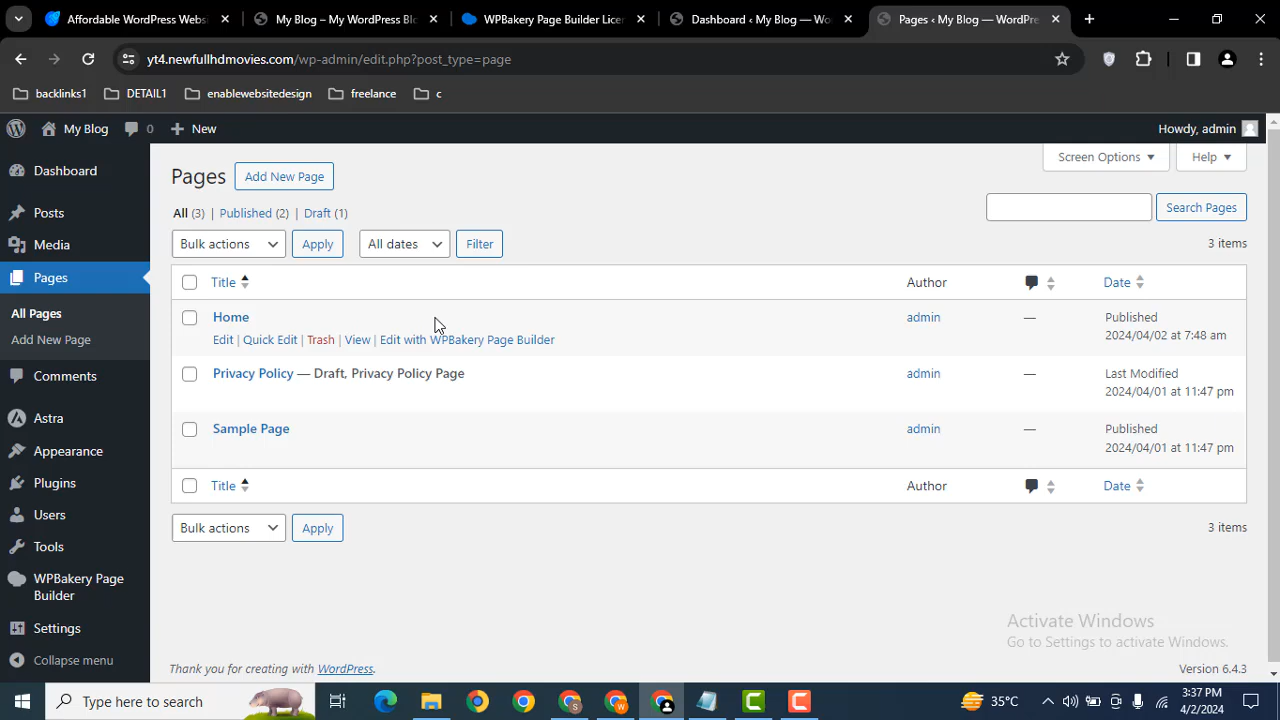 Affordable WordPress Websi
My Blog – My WordPress Blo
WPBakery Page Builder Licen
Dashboard ‹ My Blog — Wo
Pages ‹ My Blog — WordPre
yt4.newfullhdmovies.com/wp-admin/edit.php?post_type=page
backlinks1
DETAIL1
enablewebsitedesign
freelance
c
My Blog
0
New
Howdy, admin
Dashboard
Posts
Media
Pages
All Pages
Add New Page
Comments
Astra
Appearance
Plugins
Users
Tools
WPBakery Page
Builder
Settings
Collapse menu
Screen Options
Help
Pages
Add New Page
All (3) | Published (2) | Draft (1)
Search Pages
Bulk actions
Apply
All dates
Filter
3 items
Title
Author
Date
Home
admin
—
Published
Edit | Quick Edit | Trash | View | Edit with WPBakery Page Builder
2024/04/02 at 7:48 am
Privacy Policy — Draft, Privacy Policy Page
admin
—
Last Modified
2024/04/01 at 11:47 pm
Sample Page
admin
—
Published
2024/04/01 at 11:47 pm
Title
Author
Date
Bulk actions
Apply
3 items
Activate Windows
Go to Settings to activate Windows.
Thank you for creating with WordPress.
Version 6.4.3
Type here to search
S
W
C
C
35°C
3:37 PM
4/2/2024